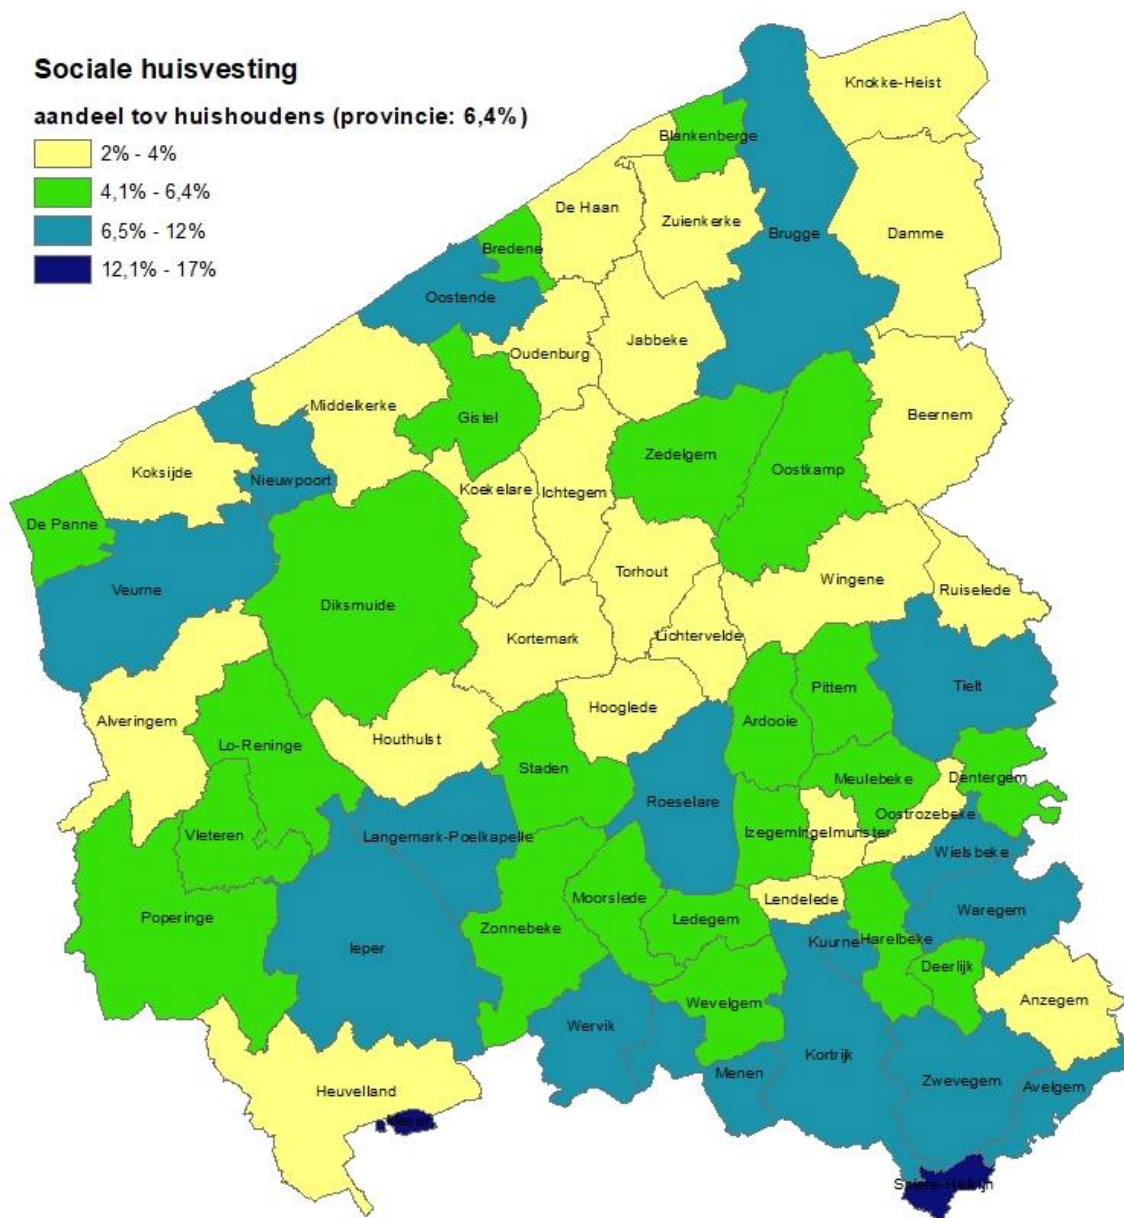 Sociale huisvesting
aandeel tov huishoudens (provincie: 6,4%)
2% - 4%
4,1% - 6,4%
6,5% - 12%
12,1% - 17%
Knokke-Heist
Blankenberge
De Haan
Zuienkerke
Brugge
Damme
Bredene
Oostende
Oudenburg
Jabbeke
Middelkerke
Gistel
Beernem
Koksijde
Nieuwpoort
Koekelare
Ichtegem
Zedelgem
Oostkamp
De Panne
Veurne
Diksmuide
Torhout
Wingene
Ruiselede
Kortemark
Lichtervelde
Alveringem
Lo-Reninge
Houthulst
Hooglede
Ardooie
Pittem
Tielt
Staden
Meulebeke
Dentergem
Roeselare
Oostrozebeke
Vleteren
Langemark-Poelkapelle
Izegem
Ingelmunster
Wielsbeke
Poperinge
Ieper
Zonnebeke
Moorslede
Ledegem
Lendelede
Kuurne
Harelbeke
Waregem
Deerlijk
Anzegem
Wevelgem
Wervik
Menen
Kortrijk
Zwevegem
Avelgem
Heuvelland
Mesen
Spiere-Helkijn